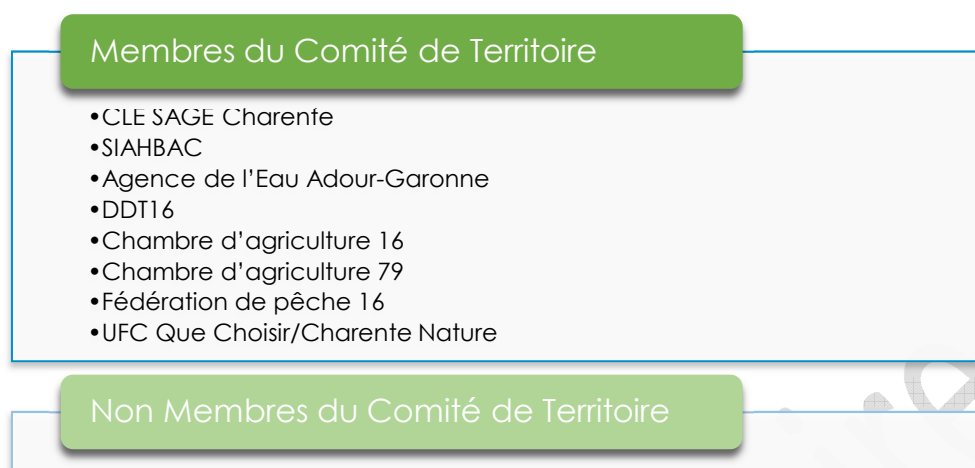 Membres du Comité de Territoire
•CLE SAGE Charente
•SIAHBAC
•Agence de l'Eau Adour-Garonne
•DDT16
•Chambre d'agriculture 16
•Chambre d'agriculture 79
•Fédération de pêche 16
•UFC Que Choisir/Charente Nature
Non Membres du Comité de Territoire